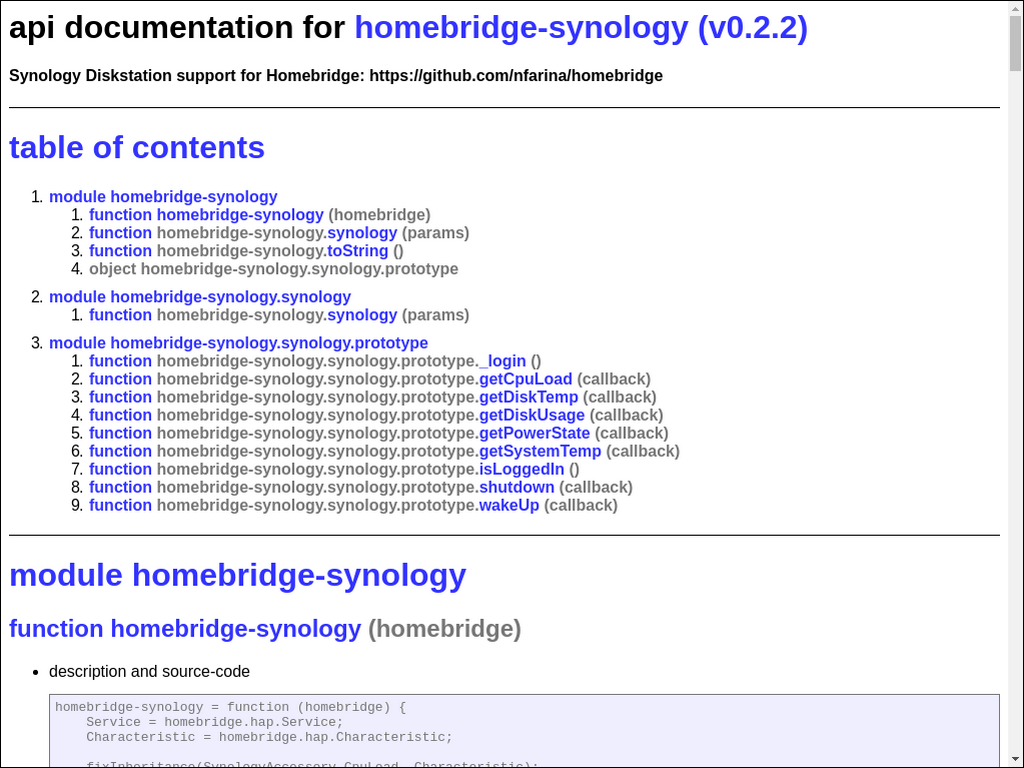 api documentation for homebridge-synology (v0.2.2)
Synology Diskstation support for Homebridge: https://github.com/nfarina/homebridge
table of contents
1. module homebridge-synology
1. function homebridge-synology (homebridge)
2. function homebridge-synology.synology (params)
3. function homebridge-synology.toString ()
4. object homebridge-synology.synology.prototype
2. module homebridge-synology.synology
1. function homebridge-synology.synology (params)
3. module homebridge-synology.synology.prototype
1. function homebridge-synology.synology.prototype._login ()
2. function homebridge-synology.synology.prototype.getCpuLoad (callback)
3. function homebridge-synology.synology.prototype.getDiskTemp (callback)
4. function homebridge-synology.synology.prototype.getDiskUsage (callback)
5. function homebridge-synology.synology.prototype.getPowerState (callback)
6. function homebridge-synology.synology.prototype.getSystemTemp (callback)
7. function homebridge-synology.synology.prototype.isLoggedIn ()
8. function homebridge-synology.synology.prototype.shutdown (callback)
9. function homebridge-synology.synology.prototype.wakeUp (callback)
module homebridge-synology
function homebridge-synology (homebridge)
• description and source-code
homebridge-synology = function (homebridge) {
Service = homebridge.hap.Service;
Characteristic = homebridge.hap.Characteristic;
fixInheritance(SynologyAccessory.CpuLoad, Characteristic);